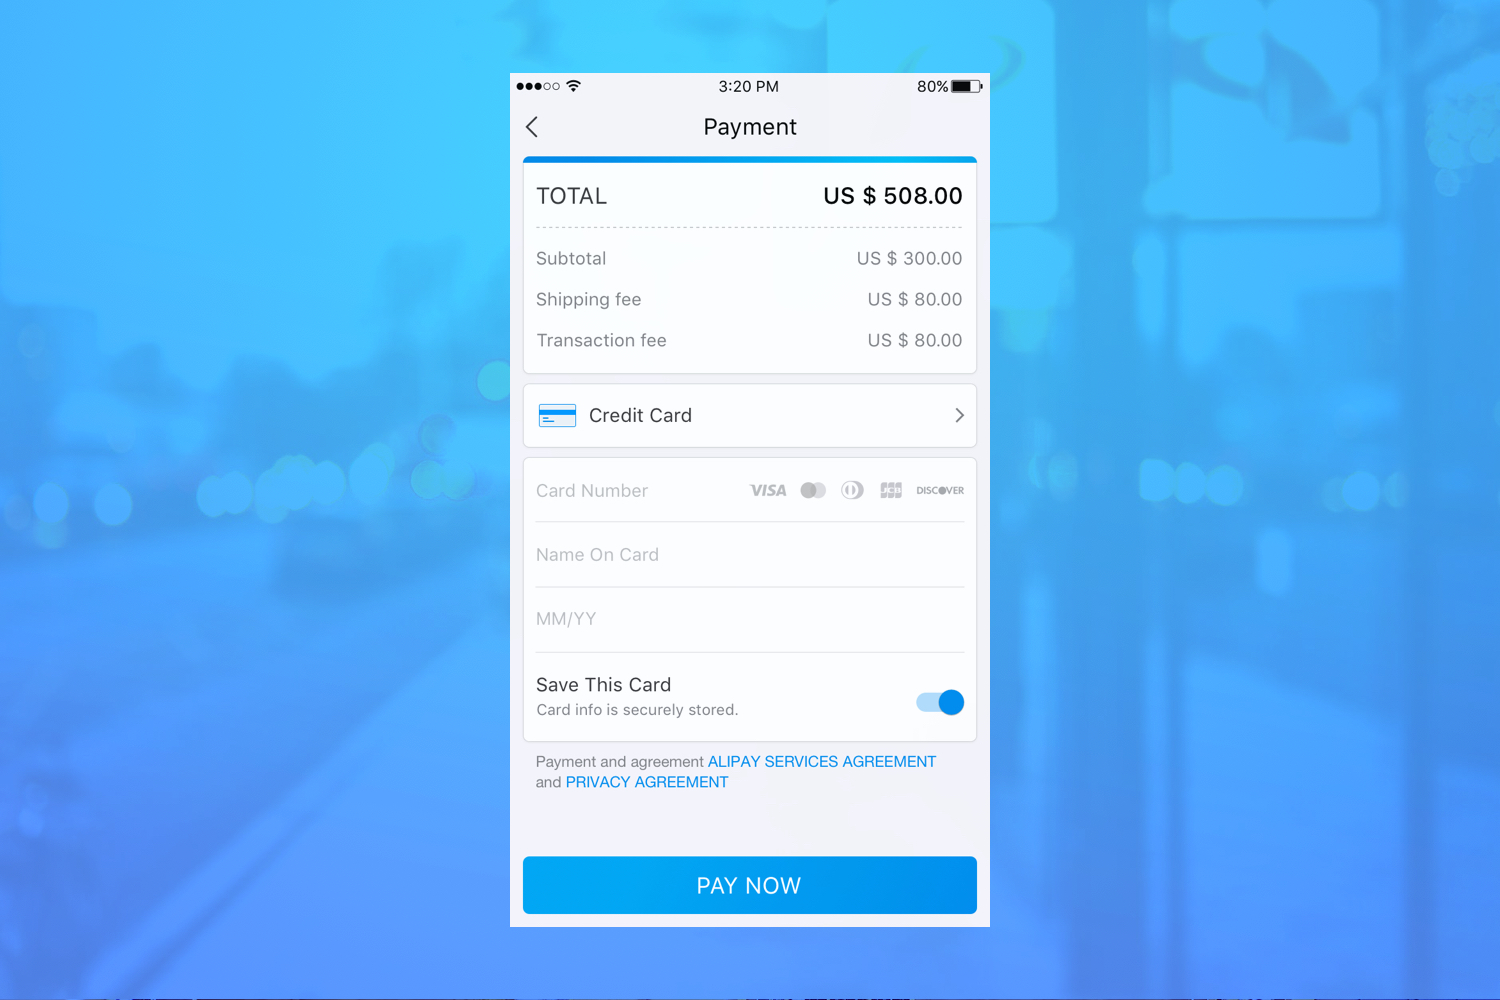 3:20 PM 80%
Payment
TOTAL US $ 508.00
Subtotal US $ 300.00
Shipping fee US $ 80.00
Transaction fee US $ 80.00
Credit Card
Card Number VISA JCB DISCOVER
Name On Card
MM/YY
Save This Card
Card info is securely stored.
Payment and agreement ALIPAY SERVICES AGREEMENT
and PRIVACY AGREEMENT
PAY NOW